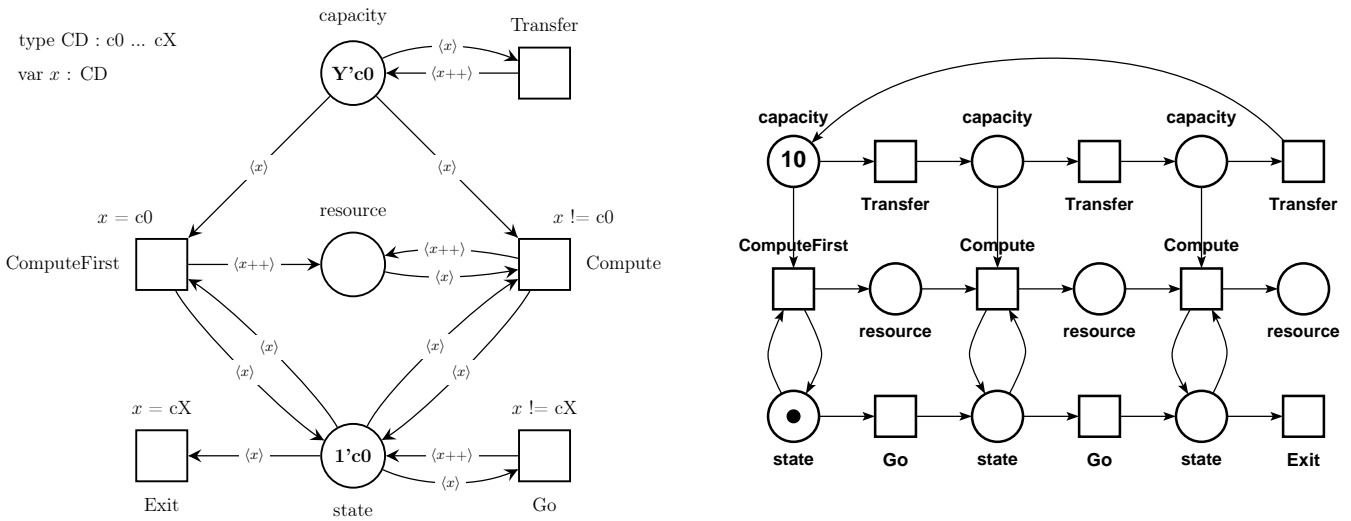 type CD : c0 ... cX
var x : CD
capacity
Transfer
Y'c0
⟨x⟩
⟨x++⟩
⟨x⟩
⟨x⟩
x = c0
resource
x != c0
ComputeFirst
⟨x++⟩
⟨x++⟩
⟨x⟩
Compute
⟨x⟩
⟨x⟩
⟨x⟩
⟨x⟩
x = cX
x != cX
1'c0
⟨x⟩
⟨x++⟩
⟨x⟩
Exit
state
Go
capacity
capacity
capacity
10
Transfer
Transfer
Transfer
ComputeFirst
Compute
Compute
resource
resource
resource
state
Go
state
Go
state
Exit